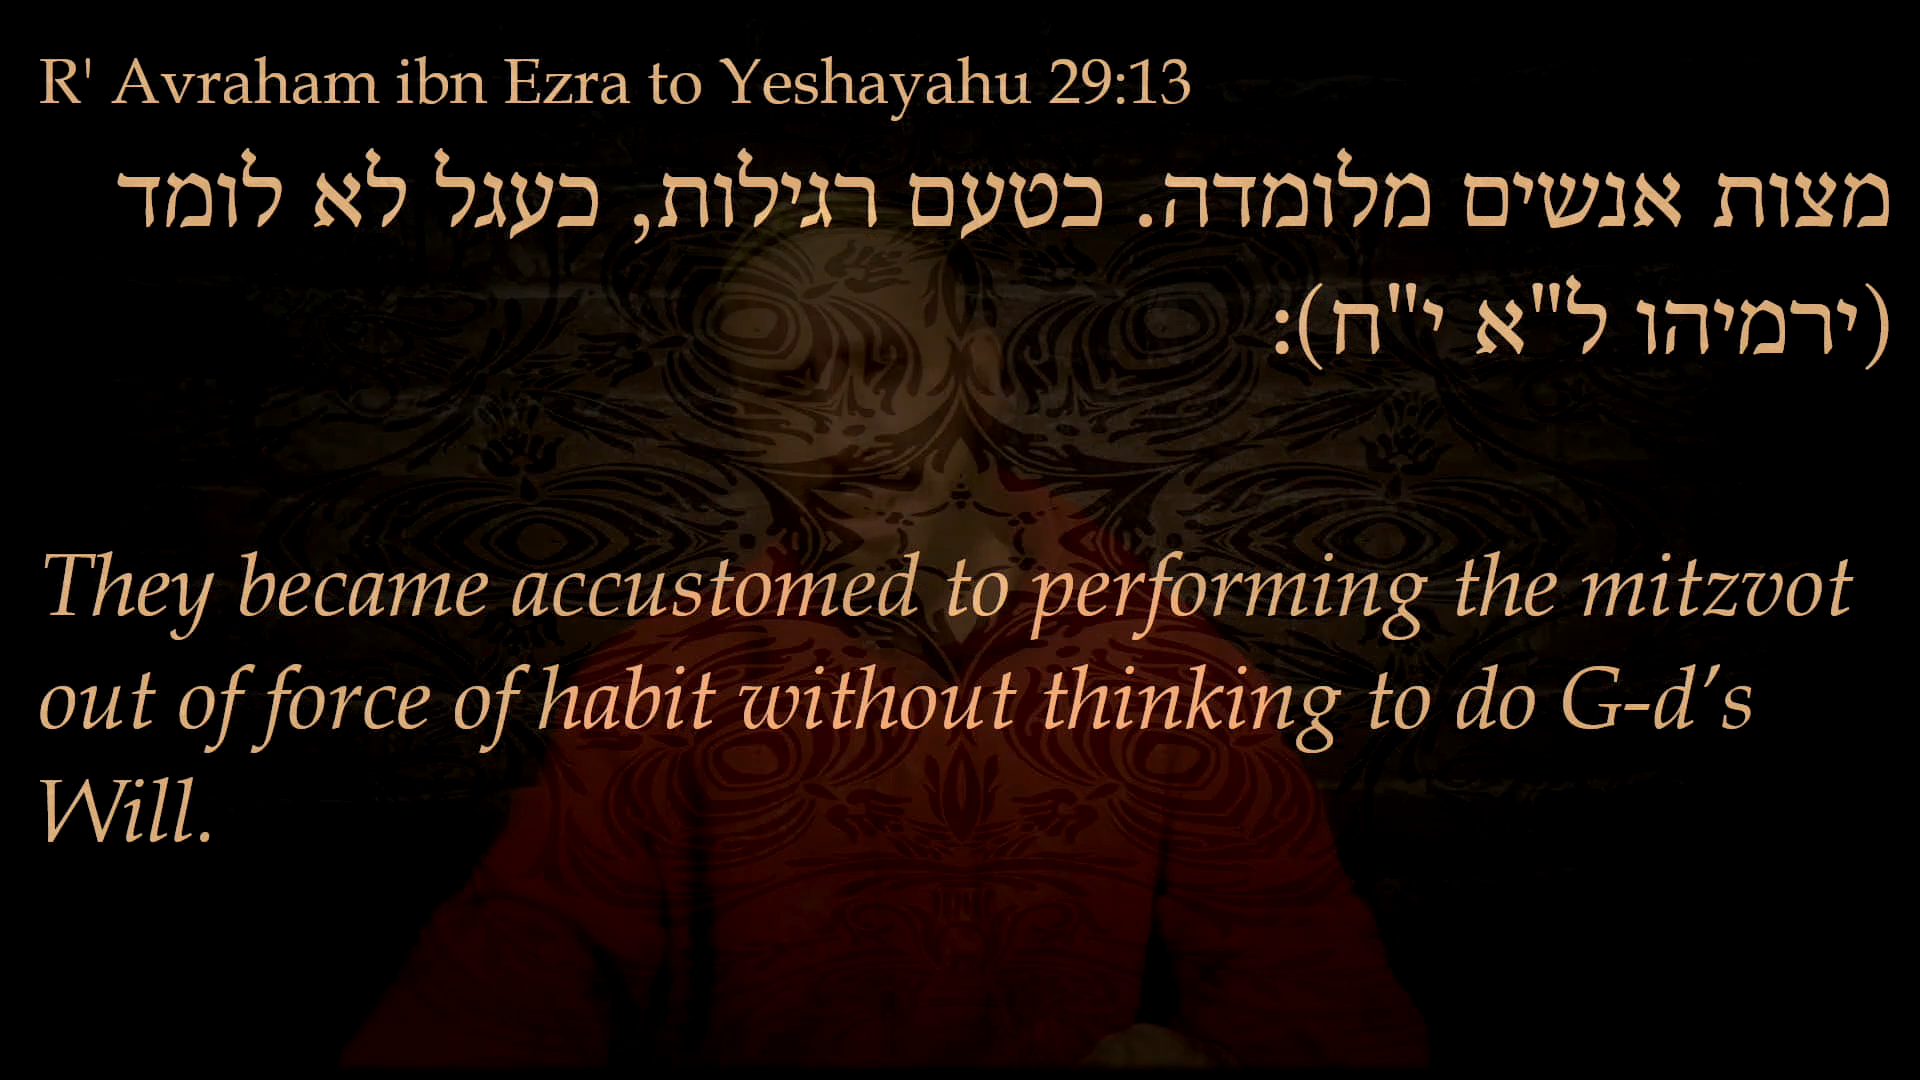 R' Avraham ibn Ezra to Yeshayahu 29:13
מצות אנשים מלומדה. כטעם רגילות, כעגל לא לומד
(ירמיהו ל"א י"ח):
They became accustomed to performing the mitzvot
out of force of habit without thinking to do G-d’s
Will.